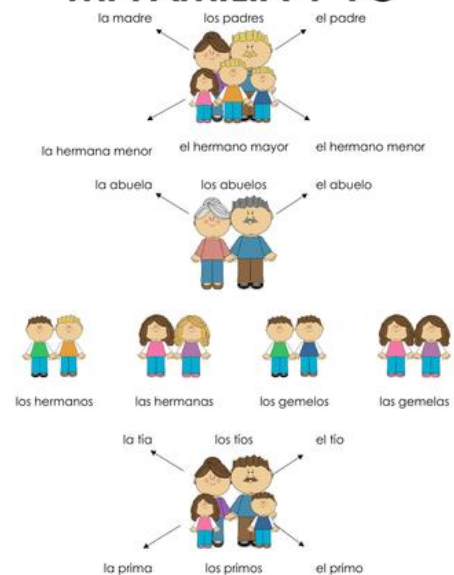 la madre los padres el padre
la hermana menor el hermano mayor el hermano menor
la abuela los abuelos el abuelo
los hermanos las hermanas los gemelos las gemelas
la tía los tíos el tío
la prima los primos el primo